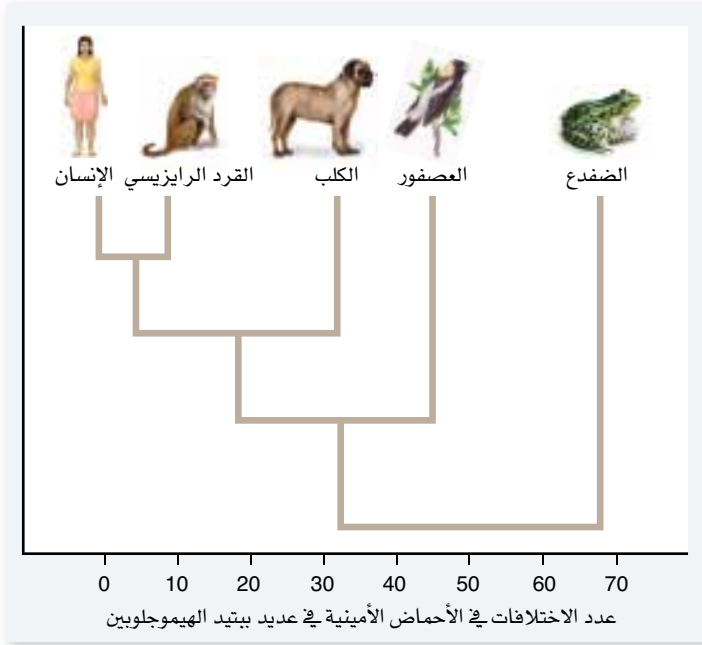 الإنسان القرد الرايزيسي الكلب العصفور الضفدع
0 10 20 30 40 50 60 70
عدد الاختلافات في الأحماض الأمينية في عديد ببتيد الهيموجلوبين